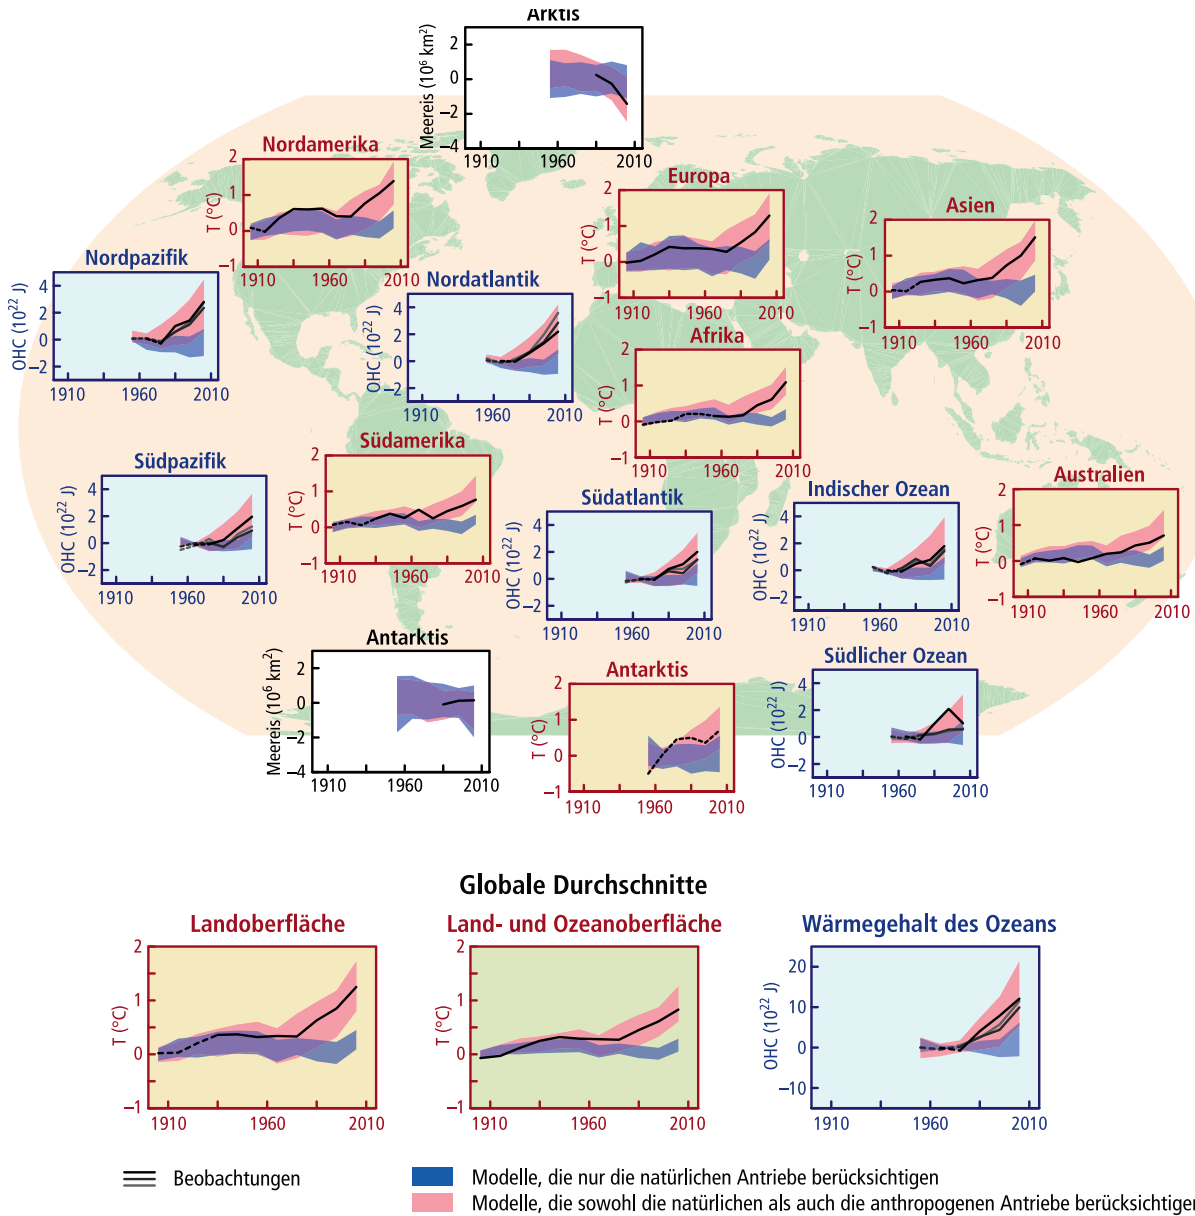 Arktis
Meereis (10⁶ km²)
2
0
−2
−4
1910 1960 2010
Nordamerika
T (°C)
2
1
0
−1
1910 1960 2010
Europa
T (°C)
2
1
0
−1
1910 1960 2010
Asien
T (°C)
2
1
0
−1
1910 1960 2010
Nordpazifik
OHC (10²² J)
4
2
0
−2
1910 1960 2010
Nordatlantik
OHC (10²² J)
4
2
0
−2
1910 1960 2010
Afrika
T (°C)
2
1
0
−1
1910 1960 2010
Südpazifik
OHC (10²² J)
4
2
0
−2
1910 1960 2010
Südamerika
T (°C)
2
1
0
−1
1910 1960 2010
Südatlantik
OHC (10²² J)
4
2
0
−2
1910 1960 2010
Indischer Ozean
OHC (10²² J)
4
2
0
−2
1910 1960 2010
Australien
T (°C)
2
1
0
−1
1910 1960 2010
Antarktis
Meereis (10⁶ km²)
2
0
−2
−4
1910 1960 2010
Antarktis
T (°C)
2
1
0
−1
1910 1960 2010
Südlicher Ozean
OHC (10²² J)
4
2
0
−2
1910 1960 2010
Globale Durchschnitte
Landoberfläche
T (°C)
2
1
0
−1
1910 1960 2010
Land- und Ozeanoberfläche
T (°C)
2
1
0
−1
1910 1960 2010
Wärmegehalt des Ozeans
OHC (10²² J)
20
10
0
−10
1910 1960 2010
Beobachtungen
Modelle, die nur die natürlichen Antriebe berücksichtigen
Modelle, die sowohl die natürlichen als auch die anthropogenen Antriebe berücksichtiger